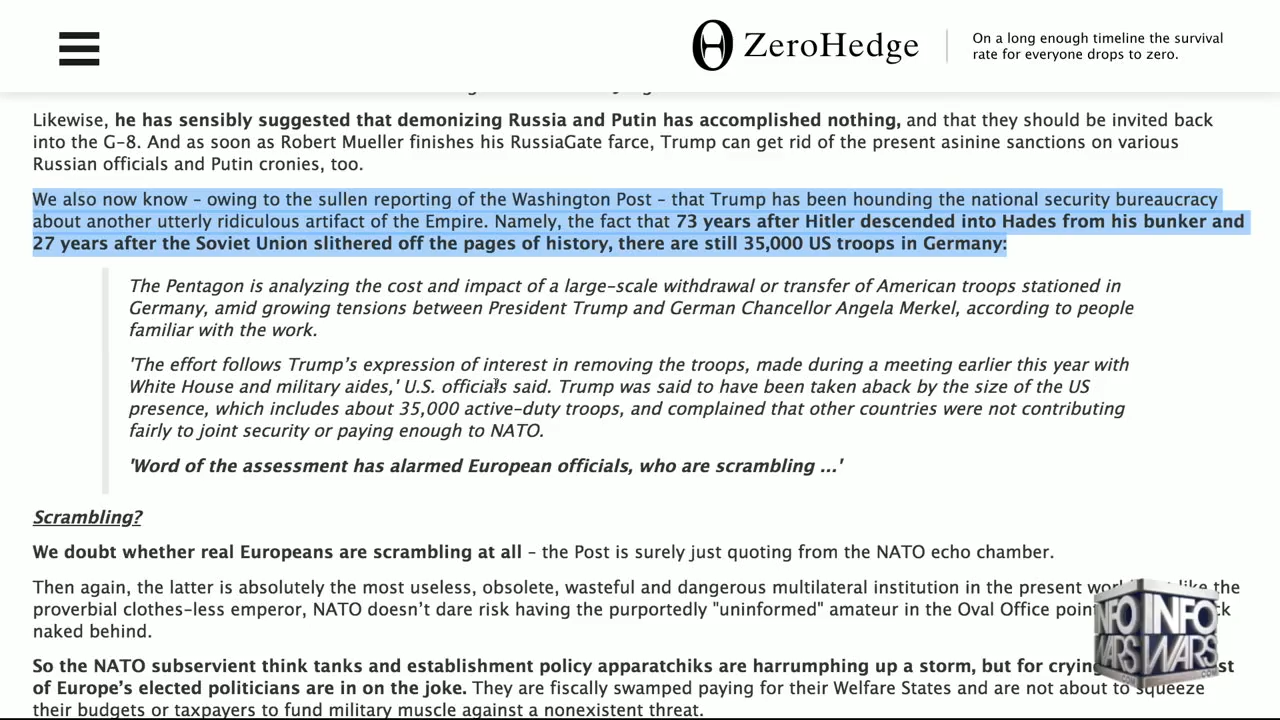 ZeroHedge
On a long enough timeline the survival
rate for everyone drops to zero.
Likewise, he has sensibly suggested that demonizing Russia and Putin has accomplished nothing, and that they should be invited back
into the G-8. And as soon as Robert Mueller finishes his RussiaGate farce, Trump can get rid of the present asinine sanctions on various
Russian officials and Putin cronies, too.
We also now know – owing to the sullen reporting of the Washington Post – that Trump has been hounding the national security bureaucracy
about another utterly ridiculous artifact of the Empire. Namely, the fact that 73 years after Hitler descended into Hades from his bunker and
27 years after the Soviet Union slithered off the pages of history, there are still 35,000 US troops in Germany:
The Pentagon is analyzing the cost and impact of a large-scale withdrawal or transfer of American troops stationed in
Germany, amid growing tensions between President Trump and German Chancellor Angela Merkel, according to people
familiar with the work.
'The effort follows Trump's expression of interest in removing the troops, made during a meeting earlier this year with
White House and military aides,' U.S. officials said. Trump was said to have been taken aback by the size of the US
presence, which includes about 35,000 active-duty troops, and complained that other countries were not contributing
fairly to joint security or paying enough to NATO.
'Word of the assessment has alarmed European officials, who are scrambling ...'
Scrambling?
We doubt whether real Europeans are scrambling at all – the Post is surely just quoting from the NATO echo chamber.
Then again, the latter is absolutely the most useless, obsolete, wasteful and dangerous multilateral institution in the present like the
proverbial clothes-less emperor, NATO doesn't dare risk having the purportedly "uninformed" amateur in the Oval Office
naked behind.
So the NATO subservient think tanks and establishment policy apparatchiks are harrumphing up a storm, but for
of Europe's elected politicians are in on the joke. They are fiscally swamped paying for their Welfare States and are not about to squeeze
their budgets or taxpayers to fund military muscle against a nonexistent threat.
INFO
WARS
.COM